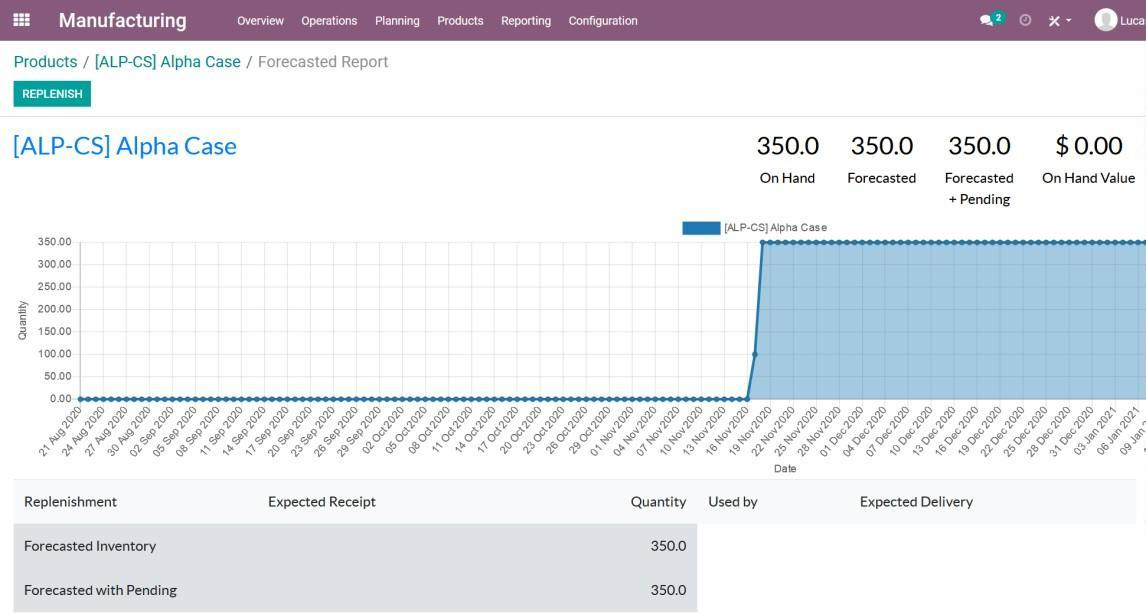 Manufacturing Overview Operations Planning Products Reporting Configuration 2 Lucas
Products / [ALP-CS] Alpha Case / Forecasted Report
REPLENISH
[ALP-CS] Alpha Case
350.0 350.0 350.0 $ 0.00
On Hand Forecasted Forecasted On Hand Value
+ Pending
[ALP-CS] Alpha Case
350.00
300.00
250.00
200.00
150.00
100.00
50.00
0.00
Quantity
21 Aug 2020 24 Aug 2020 27 Aug 2020 30 Aug 2020 02 Sep 2020 05 Sep 2020 08 Sep 2020 11 Sep 2020 14 Sep 2020 17 Sep 2020 20 Sep 2020 23 Sep 2020 26 Sep 2020 29 Sep 2020 02 Oct 2020 05 Oct 2020 08 Oct 2020 11 Oct 2020 14 Oct 2020 17 Oct 2020 20 Oct 2020 23 Oct 2020 26 Oct 2020 29 Oct 2020 01 Nov 2020 04 Nov 2020 07 Nov 2020 10 Nov 2020 13 Nov 2020 16 Nov 2020 19 Nov 2020 22 Nov 2020 25 Nov 2020 28 Nov 2020 01 Dec 2020 04 Dec 2020 07 Dec 2020 10 Dec 2020 13 Dec 2020 16 Dec 2020 19 Dec 2020 22 Dec 2020 25 Dec 2020 28 Dec 2020 31 Dec 2020 03 Jan 2021 06 Jan 2021 09 Jan
Date
Replenishment Expected Receipt Quantity Used by Expected Delivery
Forecasted Inventory 350.0
Forecasted with Pending 350.0